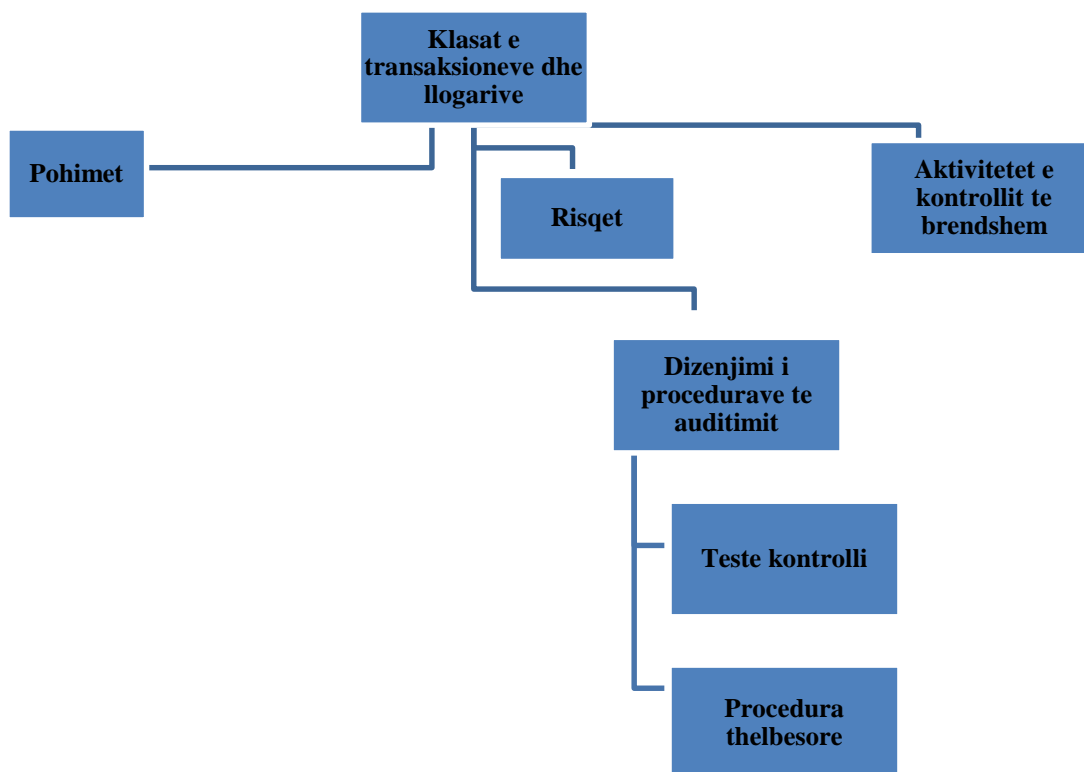 Klasat e
transaksioneve dhe
llogarive
Pohimet
Risqet
Aktivitetet e
kontrollit te
brendshem
Dizenjimi i
procedurave te
auditimit
Teste kontrolli
Procedura
thelbesore